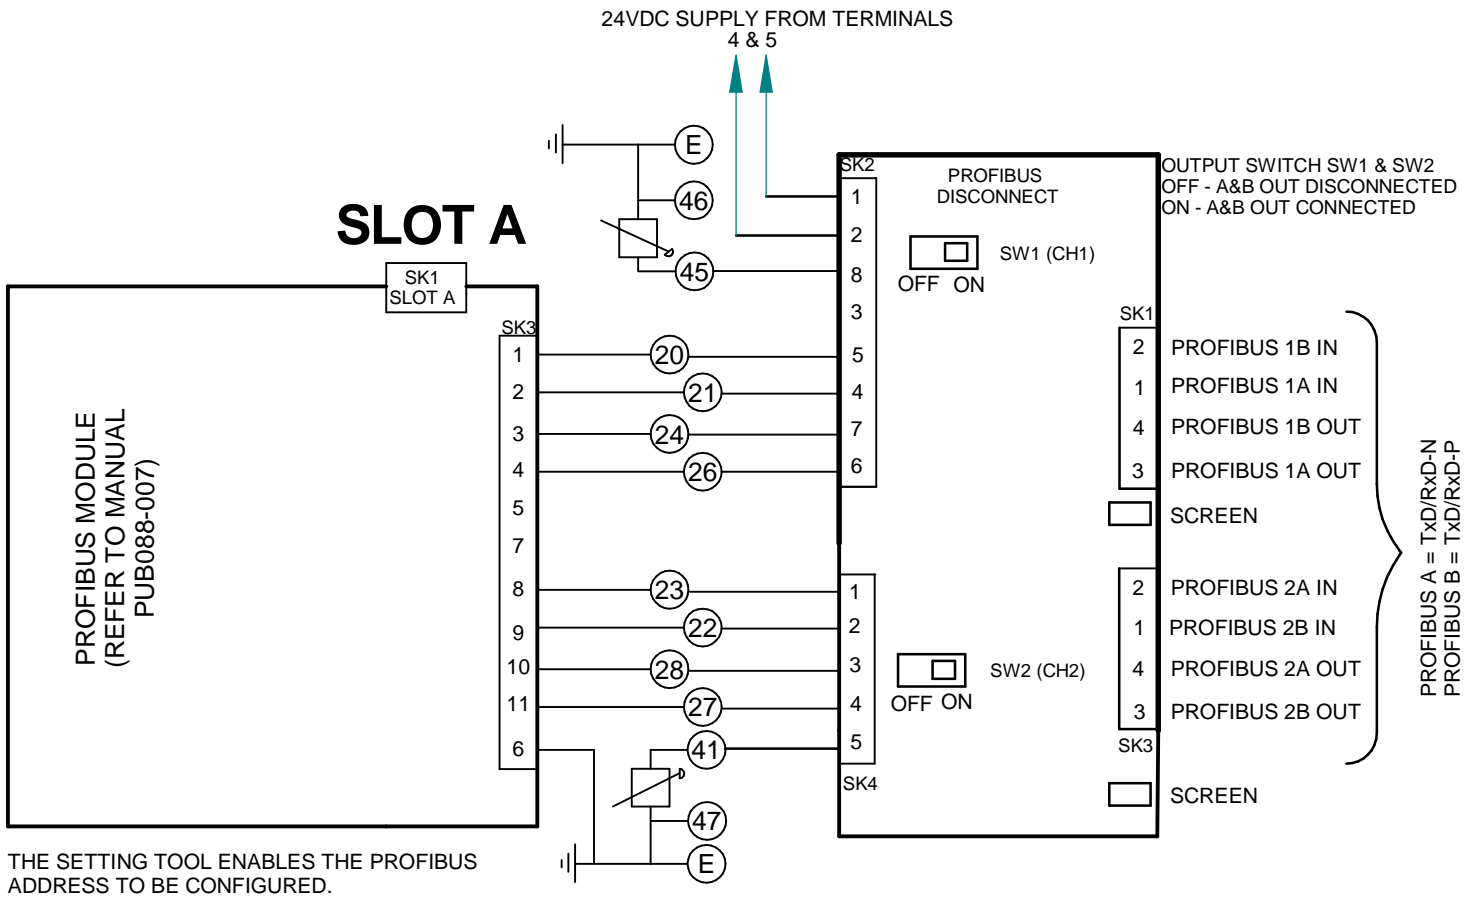 24VDC SUPPLY FROM TERMINALS
4 & 5
E
46
45
SLOT A
SK1
SLOT A
SK3
1
2
3
4
5
7
8
9
10
11
6
PROFIBUS MODULE
(REFER TO MANUAL
PUB088-007)
20
21
24
26
23
22
28
27
41
47
E
SK2
1
2
8
3
5
4
7
6
PROFIBUS
DISCONNECT
SW1 (CH1)
OFF ON
1
2
3
4
5
SK4
SW2 (CH2)
OFF ON
OUTPUT SWITCH SW1 & SW2
OFF - A&B OUT DISCONNECTED
ON - A&B OUT CONNECTED
SK1
2 PROFIBUS 1B IN
1 PROFIBUS 1A IN
4 PROFIBUS 1B OUT
3 PROFIBUS 1A OUT
SCREEN
2 PROFIBUS 2A IN
1 PROFIBUS 2B IN
4 PROFIBUS 2A OUT
3 PROFIBUS 2B OUT
SK3
SCREEN
PROFIBUS A = TxD/RxD-N
PROFIBUS B = TxD/RxD-P
THE SETTING TOOL ENABLES THE PROFIBUS
ADDRESS TO BE CONFIGURED.